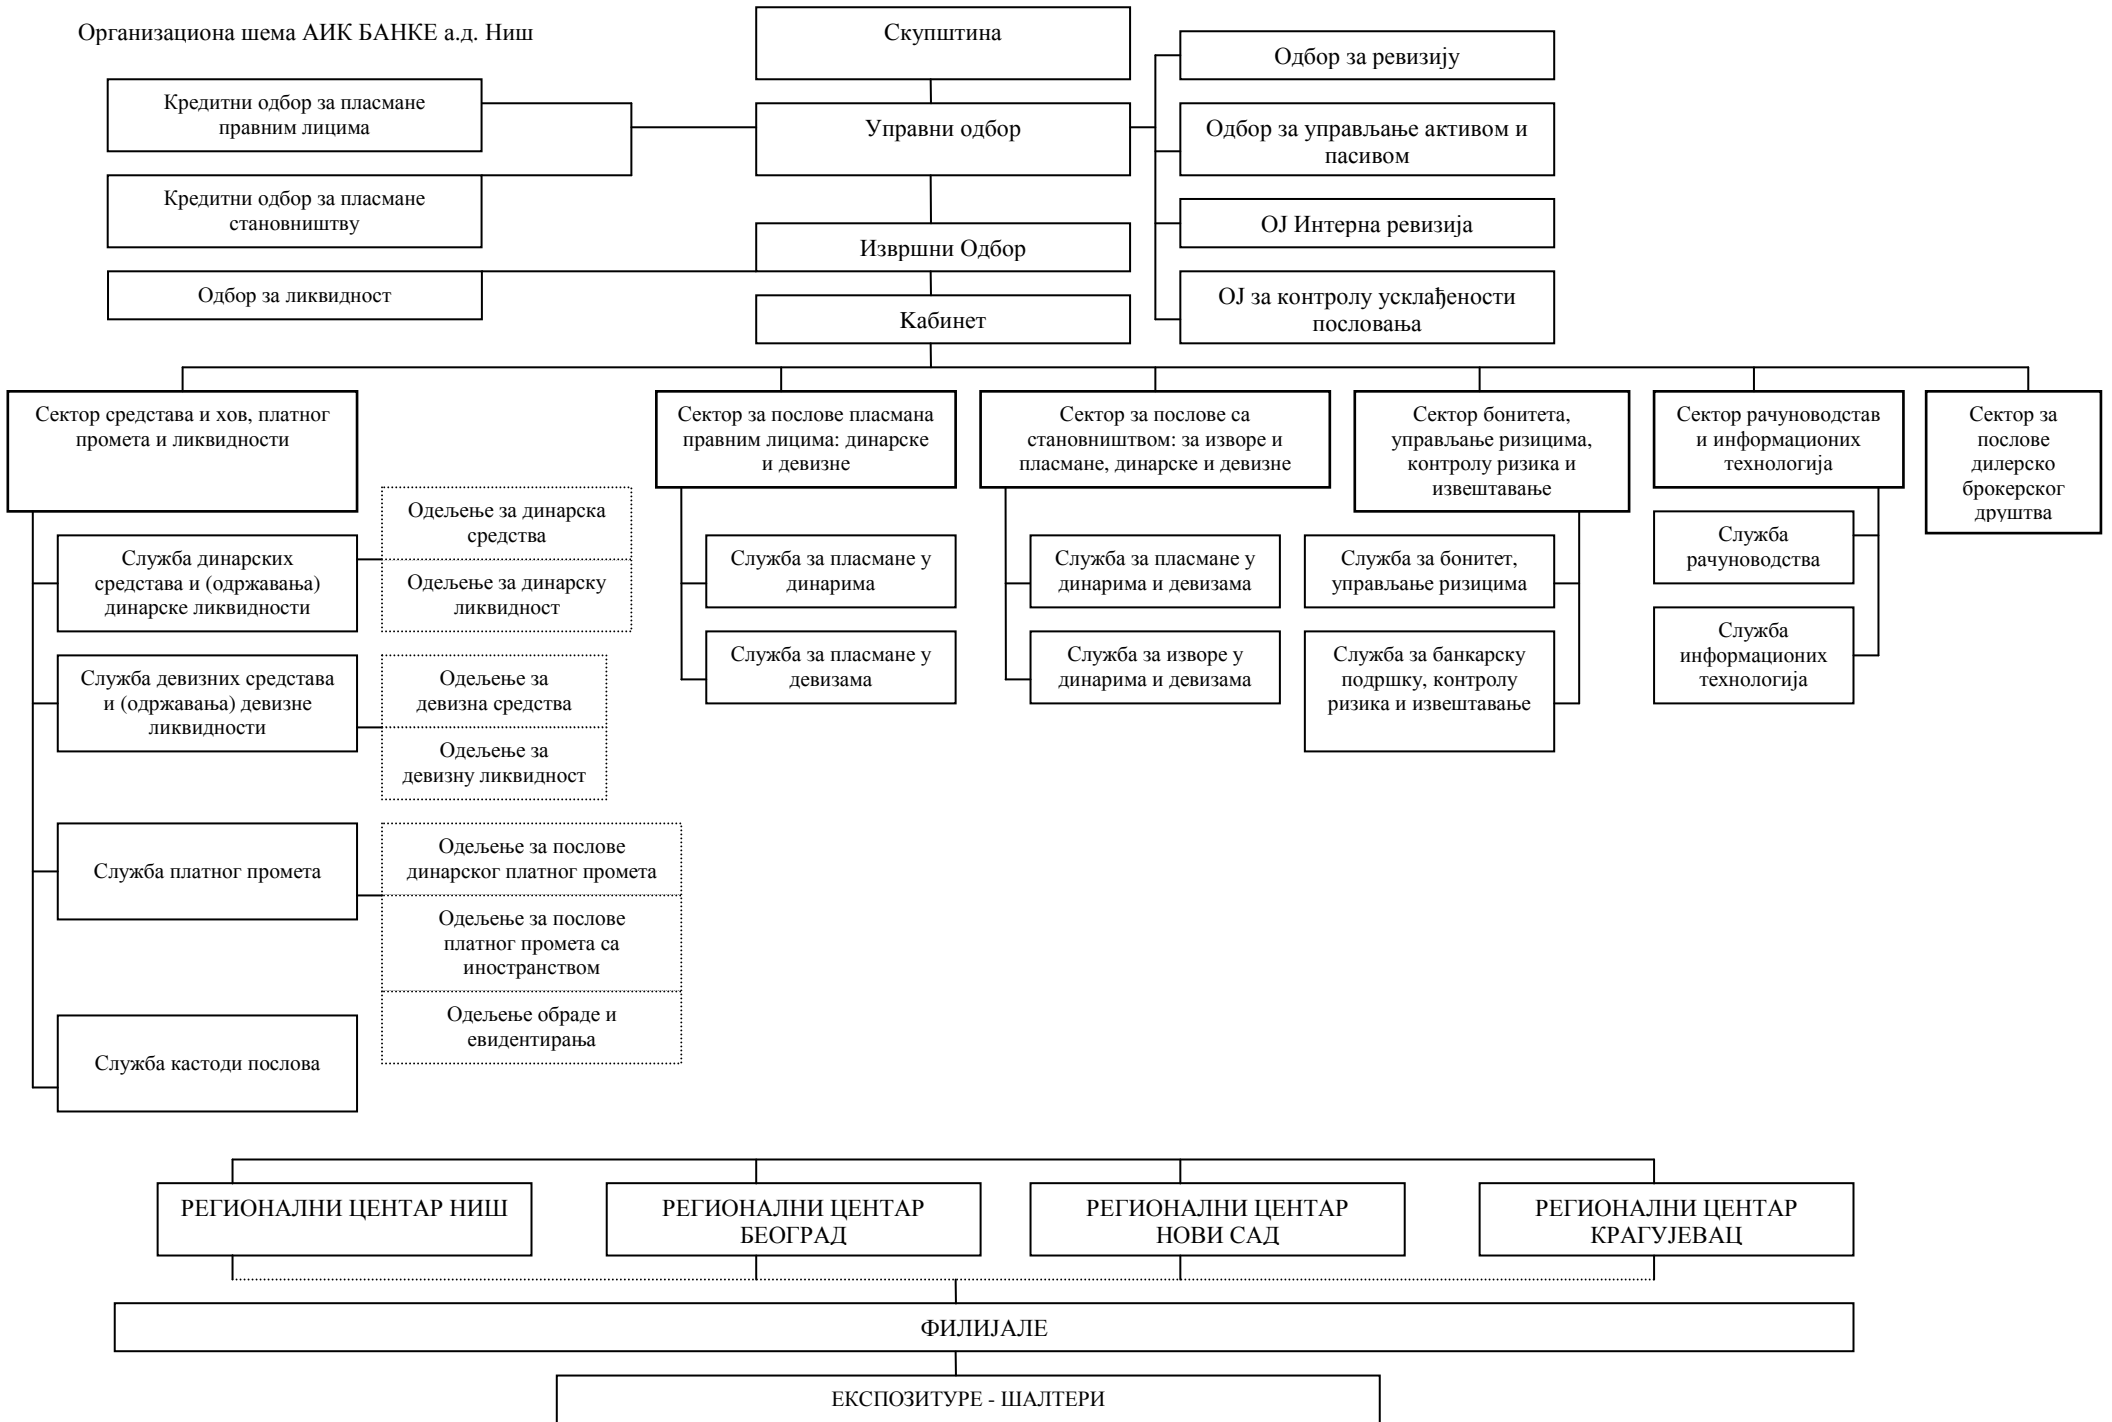 Организациона шема АИК БАНКЕ а.д. Ниш
Скупштина
Одбор за ревизију
Кредитни одбор за пласмане
правним лицима
Управни одбор
Одбор за управљање активом и
пасивом
Кредитни одбор за пласмане
становништву
ОЈ Интерна ревизија
Извршни Одбор
Одбор за ликвидност
ОЈ за контролу усклађености
пословања
Кабинет
Сектор средстава и хов, платног
промета и ликвидности
Сектор за послове пласмана
правним лицима: динарске
и девизне
Сектор за послове са
становништвом: за изворе и
пласмане, динарске и девизне
Сектор бонитета,
управљање ризицима,
контролу ризика и
извештавање
Сектор рачуноводстав
и информационих
технологија
Сектор за
послове
дилерско
брокерског
друштва
Служба динарских
средстава и (одржавања)
динарске ликвидности
Одељење за динарска
средства
Одељење за динарску
ликвидност
Служба девизних средстава
и (одржавања) девизне
ликвидности
Одељење за
девизна средства
Одељење за
девизну ликвидност
Служба платног промета
Одељење за послове
динарског платног промета
Одељење за послове
платног промета са
иностранством
Одељење обраде и
евидентирања
Служба кастоди послова
Служба за пласмане у
динарима
Служба за пласмане у
девизама
Служба за пласмане у
динарима и девизама
Служба за изворе у
динарима и девизама
Служба за бонитет,
управљање ризицима
Служба за банкарску
подршку, контролу
ризика и извештавање
Служба
рачуноводства
Служба
информационих
технологија
РЕГИОНАЛНИ ЦЕНТАР НИШ
РЕГИОНАЛНИ ЦЕНТАР
БЕОГРАД
РЕГИОНАЛНИ ЦЕНТАР
НОВИ САД
РЕГИОНАЛНИ ЦЕНТАР
КРАГУЈЕВАЦ
ФИЛИЈАЛЕ
ЕКСПОЗИТУРЕ - ШАЛТЕРИ